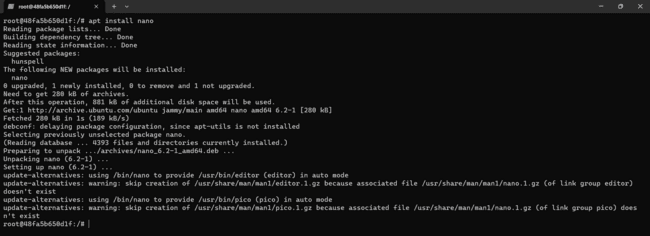 root@48fa5b650d1f: /
root@48fa5b650d1f:/# apt install nano
Reading package lists... Done
Building dependency tree... Done
Reading state information... Done
Suggested packages:
  hunspell
The following NEW packages will be installed:
  nano
0 upgraded, 1 newly installed, 0 to remove and 1 not upgraded.
Need to get 280 kB of archives.
After this operation, 881 kB of additional disk space will be used.
Get:1 http://archive.ubuntu.com/ubuntu jammy/main amd64 nano amd64 6.2-1 [280 kB]
Fetched 280 kB in 1s (189 kB/s)
debconf: delaying package configuration, since apt-utils is not installed
Selecting previously unselected package nano.
(Reading database ... 4393 files and directories currently installed.)
Preparing to unpack .../archives/nano_6.2-1_amd64.deb ...
Unpacking nano (6.2-1) ...
Setting up nano (6.2-1) ...
update-alternatives: using /bin/nano to provide /usr/bin/editor (editor) in auto mode
update-alternatives: warning: skip creation of /usr/share/man/man1/editor.1.gz because associated file /usr/share/man/man1/nano.1.gz (of link group editor)
doesn't exist
update-alternatives: using /bin/nano to provide /usr/bin/pico (pico) in auto mode
update-alternatives: warning: skip creation of /usr/share/man/man1/pico.1.gz because associated file /usr/share/man/man1/nano.1.gz (of link group pico) does
n't exist
root@48fa5b650d1f:/#